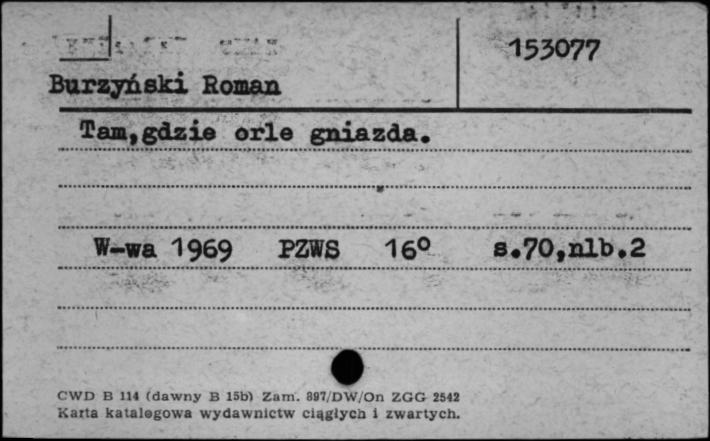 153077
Burzyński Roman
Tam,gdzie orle gniazda.
W-wa 1969 PZWS 16° s.70,nlb.2
CWD B 114 (dawny B 15b) Zam. 897/DW/On ZGG 2542
Karta katalogowa wydawnictw ciągłych i zwartych.